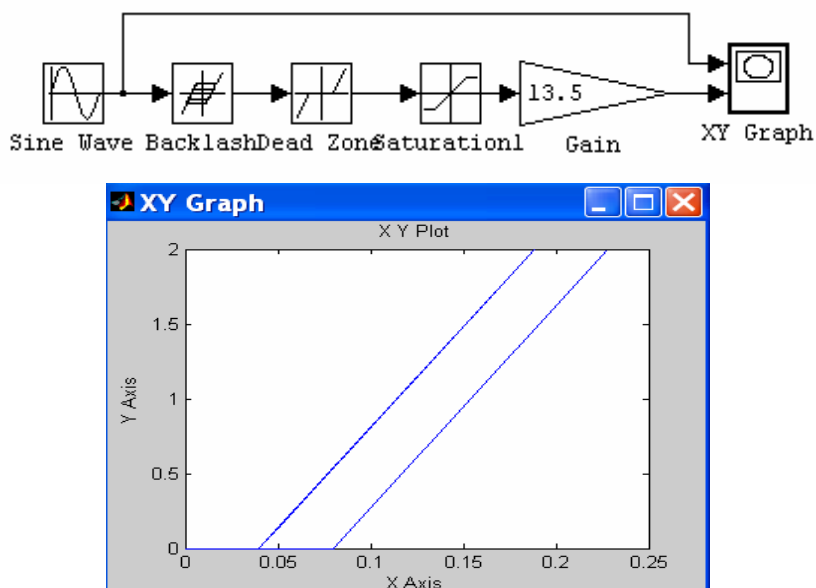 13.5
Sine Wave Backlash Dead Zone Saturation1
Gain
XY Graph
XY Graph
X Y Plot
2
1.5
1
0.5
0
Y Axis
0 0.05 0.1 0.15 0.2 0.25
X Axis